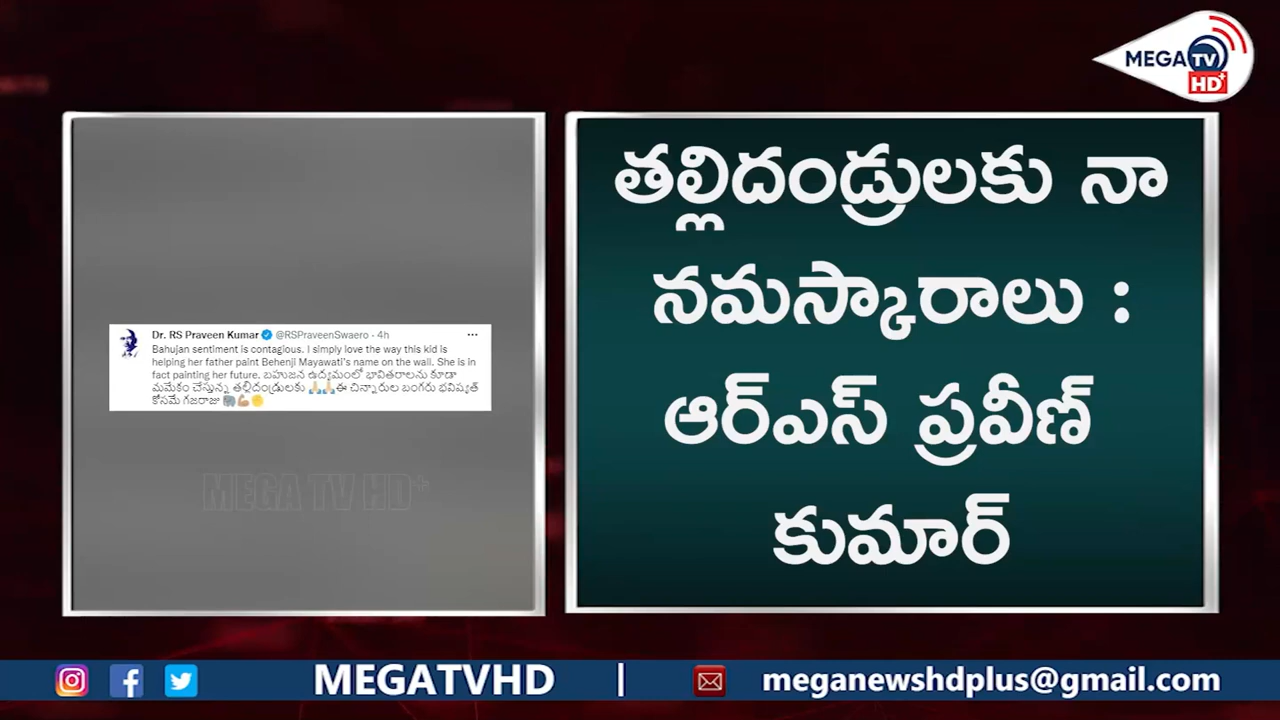 MEGA TV
HD+
Dr. RS Praveen Kumar @RSPraveenSwaero · 4h
Bahujan sentiment is contagious. I simply love the way this kid is
helping her father paint Behenji Mayawati's name on the wall. She is in
fact painting her future. బహుజన ఉద్యమంలో భావితరాలను కూడా
మమేకం చేస్తున్న తల్లిదండ్రులకు 🙏🏼🙏🏼ఈ చిన్నారుల బంగరు భవిష్యత్
కోసమే గజరాజు 🐘💪🏽
MEGA TV HD+
తల్లిదండ్రులకు నా
నమస్కారాలు :
ఆర్ఎస్ ప్రవీణ్
కుమార్
MEGATVHD | meganewshdplus@gmail.com